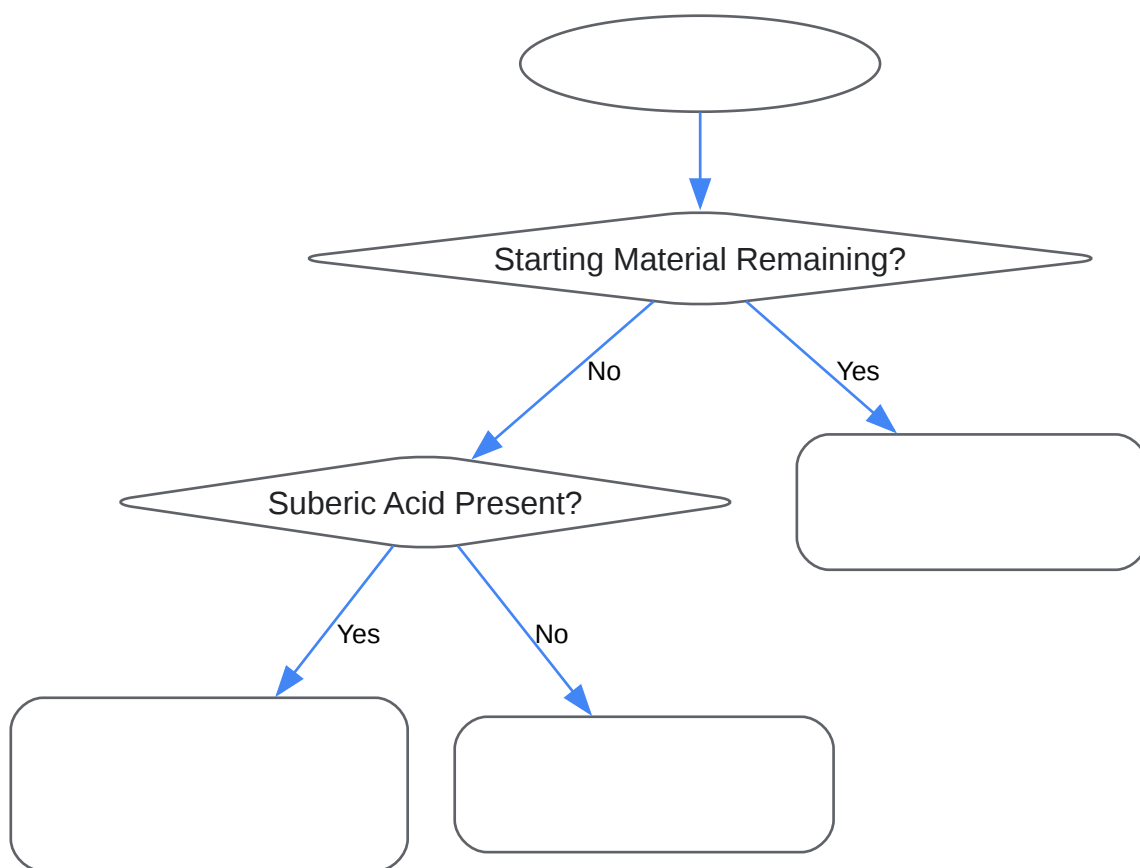 Starting Material Remaining?
No
Yes
Suberic Acid Present?
Yes
No